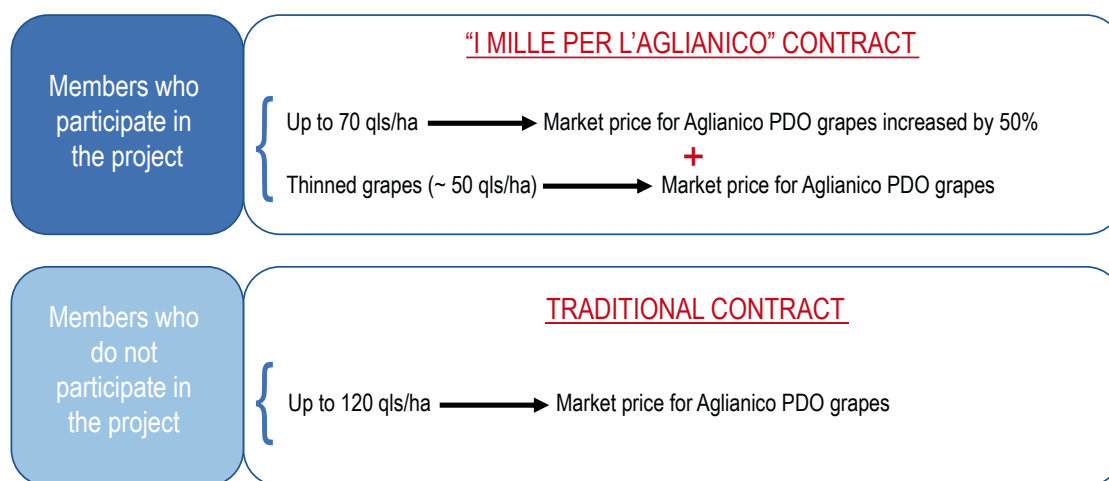 Members who
participate in
the project
“I MILLE PER L’AGLIANICO” CONTRACT
Up to 70 qls/ha
Market price for Aglianico PDO grapes increased by 50%
+
Thinned grapes (~ 50 qls/ha)
Market price for Aglianico PDO grapes
Members who
do not
participate in
the project
TRADITIONAL CONTRACT
Up to 120 qls/ha
Market price for Aglianico PDO grapes